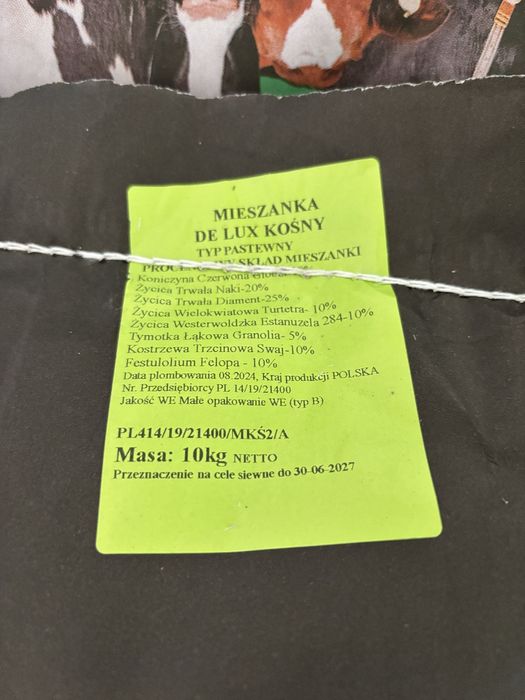 MIESZANKA
DE LUX KOŚNY
TYP PASTEWNY
PROCENTOWY SKŁAD MIESZANKI
Koniczyna Czerwona
Życica Trwała Naki-20%
Życica Trwała Diament-25%
Życica Wielokwiatowa Turtetra- 10%
Życica Westerwoldzka Estanuzela 284-10%
Tymotka Łąkowa Granolia- 5%
Kostrzewa Trzcinowa Swaj-10%
Festulolium Felopa - 10%
Data plombowania 08.2024, Kraj produkcji POLSKA
Nr. Przedsiębiorcy PL 14/19/21400
Jakość WE Małe opakowanie WE (typ B)
PL414/19/21400/MKŚ2/A
Masa: 10kg NETTO
Przeznaczenie na cele siewne do 30-06-2027